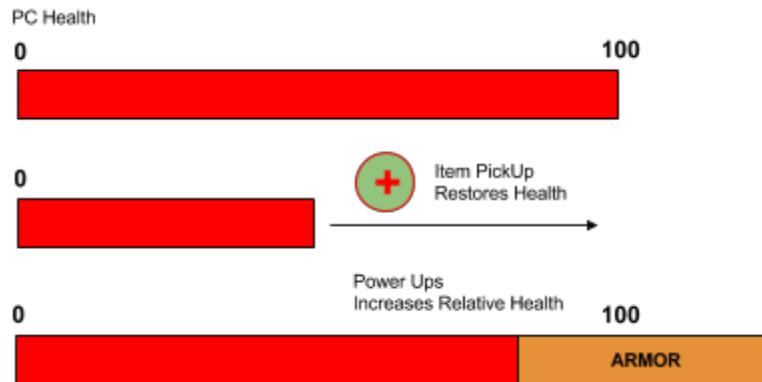 PC Health
0 100
0
Item PickUp
Restores Health
Power Ups
Increases Relative Health
0 100
ARMOR